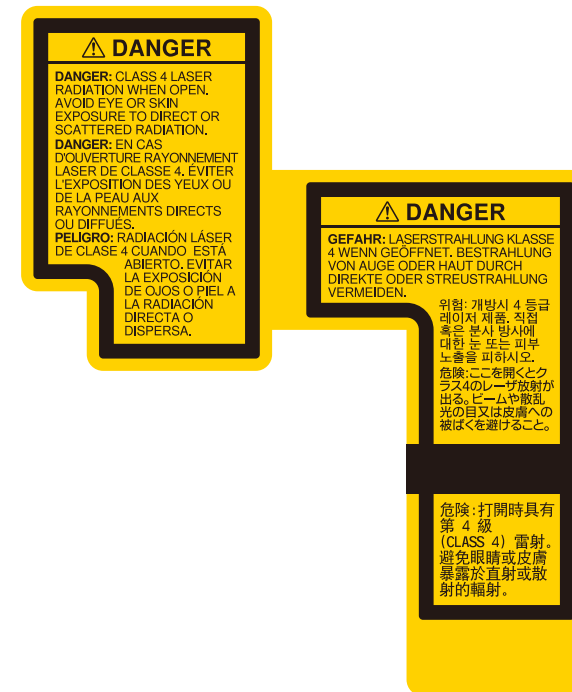 ⚠ DANGER
DANGER: CLASS 4 LASER
RADIATION WHEN OPEN.
AVOID EYE OR SKIN
EXPOSURE TO DIRECT OR
SCATTERED RADIATION.
DANGER: EN CAS
D'OUVERTURE RAYONNEMENT
LASER DE CLASSE 4. ÉVITER
L'EXPOSITION DES YEUX OU
DE LA PEAU AUX
RAYONNEMENTS DIRECTS
OU DIFFUÉS.
PELİGRO: RADIACIÓN LÁSER
DE CLASE 4 CUANDO ESTÁ
ABIERTO. EVITAR
LA EXPOSICIÓN
DE OJOS O PIEL A
LA RADIACIÓN
DIRECTA O
DISPERSA.
⚠ DANGER
GEFAHR: LASERSTRAHLUNG KLASSE
4 WENN GEÖFFNET. BESTRAHLUNG
VON AUGE ODER HAUT DURCH
DIREKTE ODER STREUSTRAHLUNG
VERMEIDEN.
위험: 개방시 4 등급
레이저 제품. 직접
혹은 분사 방사에
대한 눈 또는 피부
노출을 피하시오.
危険:ここを開くとク
ラス4のレーザ放射が
出る。ビームや散乱
光の目又は皮膚への
被ばくを避けること。
危険:打開時具有
第 4 級
(CLASS 4) 雷射。
避免眼睛或皮膚
暴露於直射或散
射的輻射。